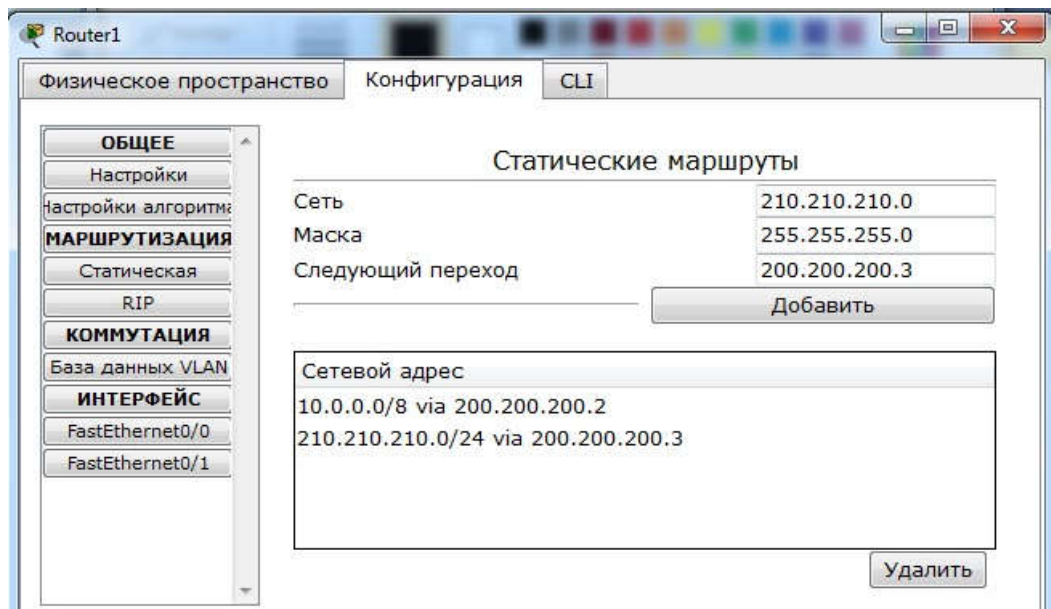 Router1
Физическое пространство
Конфигурация
CLI
ОБЩЕЕ
Настройки
Настройки алгоритма
МАРШРУТИЗАЦИЯ
Статическая
RIP
КОММУТАЦИЯ
База данных VLAN
ИНТЕРФЕЙС
FastEthernet0/0
FastEthernet0/1
Статические маршруты
Сеть 210.210.210.0
Маска 255.255.255.0
Следующий переход 200.200.200.3
Добавить
Сетевой адрес
10.0.0.0/8 via 200.200.200.2
210.210.210.0/24 via 200.200.200.3
Удалить